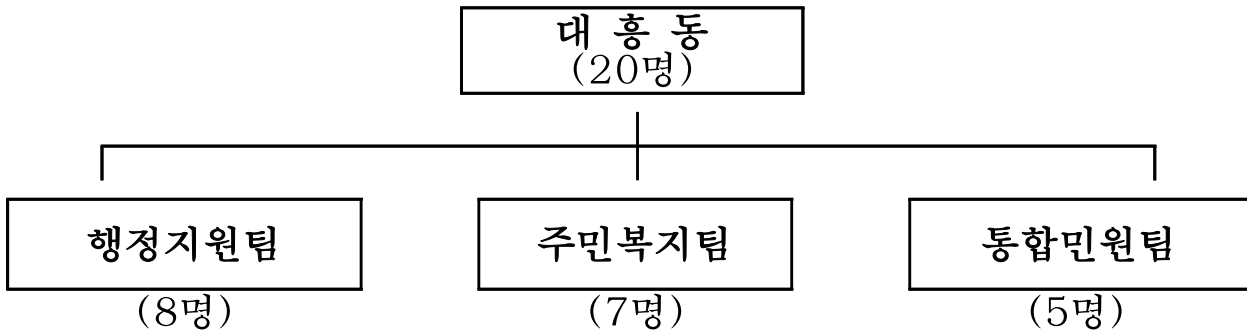 대 흥 동
(20명)
행정지원팀
(8명)
주민복지팀
(7명)
통합민원팀
(5명)